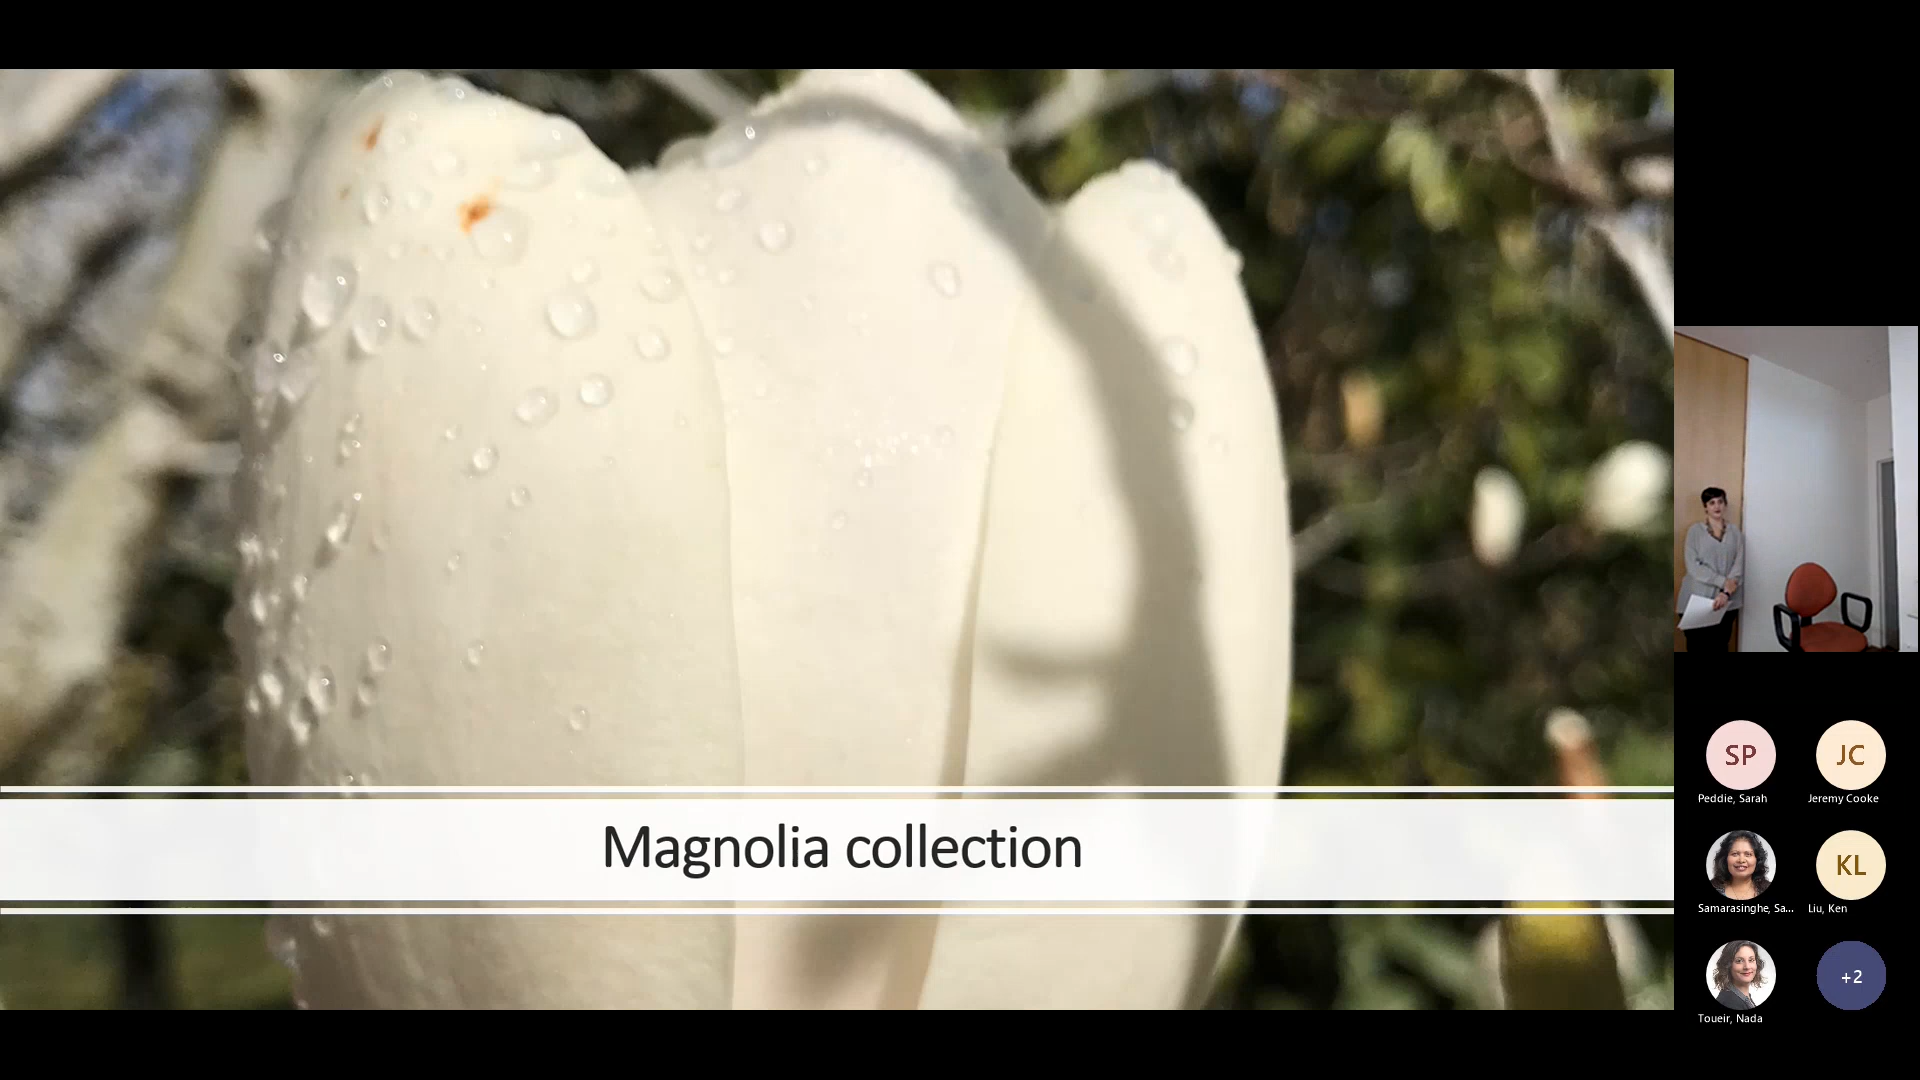 Magnolia collection
SP
Peddie, Sarah
JC
Jeremy Cooke
Samarasinghe, Sa...
KL
Liu, Ken
Toueir, Nada
+2